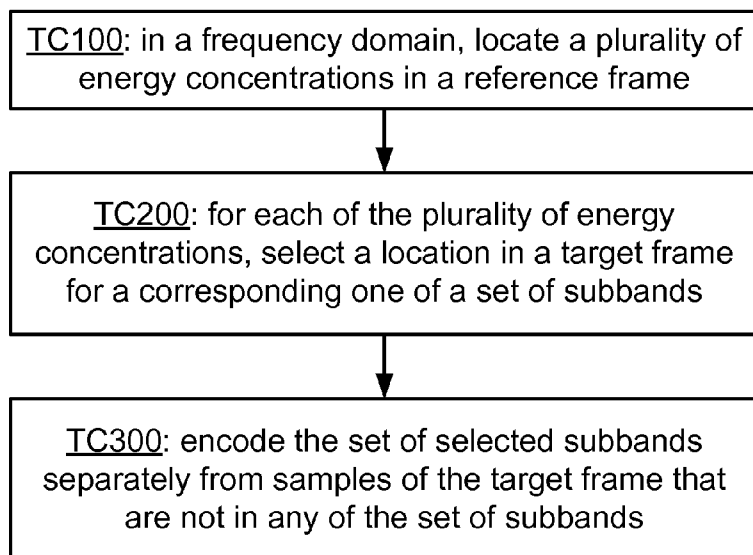 TC100: in a frequency domain, locate a plurality of
energy concentrations in a reference frame
TC200: for each of the plurality of energy
concentrations, select a location in a target frame
for a corresponding one of a set of subbands
TC300: encode the set of selected subbands
separately from samples of the target frame that
are not in any of the set of subbands